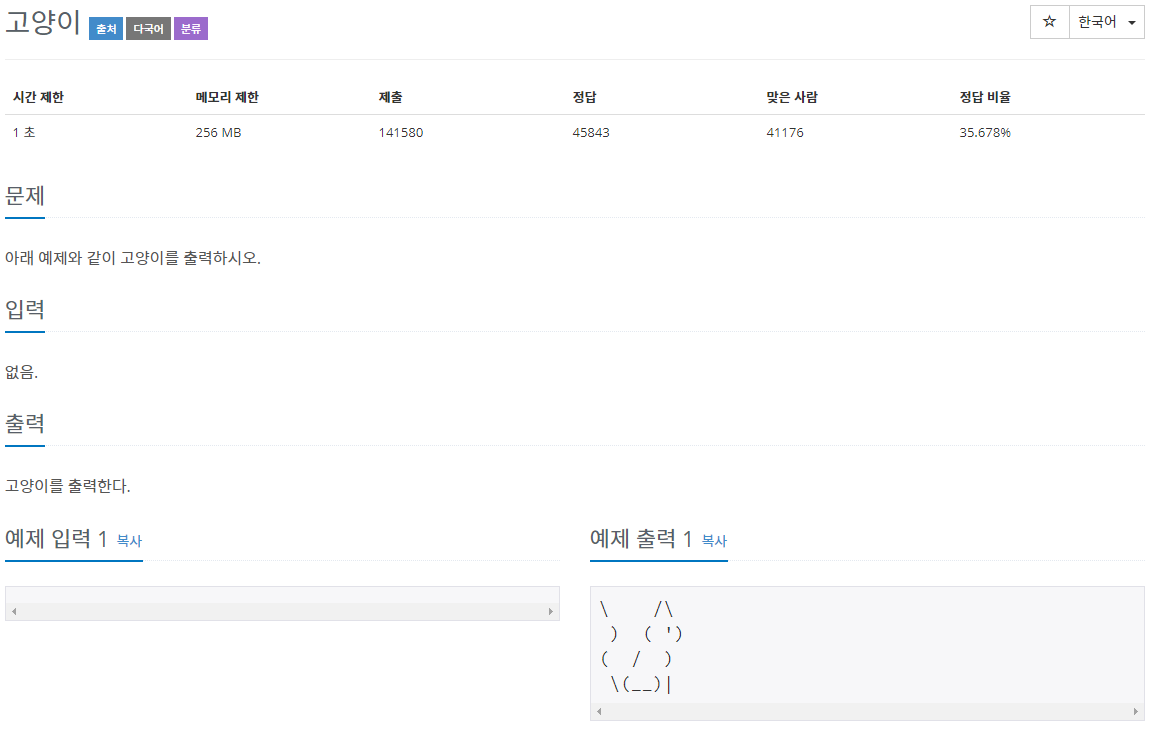 고양이 출처 다국어 분류 ☆ 한국어
시간 제한 메모리 제한 제출 정답 맞은 사람 정답 비율
1 초 256 MB 141580 45843 41176 35.678%
문제
아래 예제와 같이 고양이를 출력하시오.
입력
없음.
출력
고양이를 출력한다.
예제 입력 1 복사
예제 출력 1 복사
\    /\
 )  ( ')
(  /  )
 \(__)|